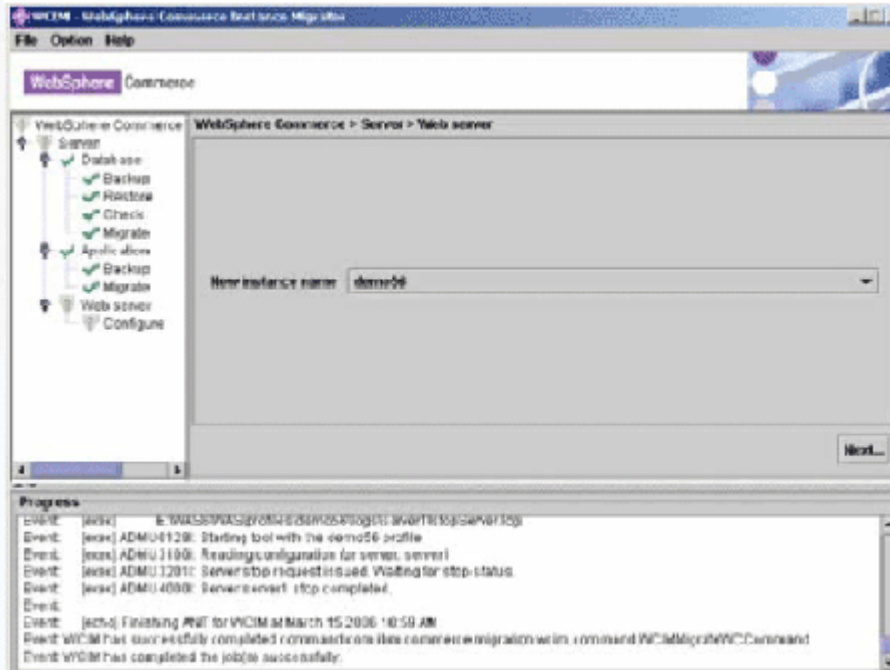 WCIM - WebSphere Commerce Instance Migrator
File Option Help
WebSphere Commerce
WebSphere Commerce
Server
Database
Backup
Restore
Check
Migrate
Application
Backup
Migrate
Web server
Configure
WebSphere Commerce > Server > Web server
New instance name demo56
Next...
Progress
Event: [exec]
Event: [exec] ADMU0128I: Starting tool with the demo56 profile
Event: [exec] ADMU3100I: Reading configuration for server: server1
Event: [exec] ADMU3201I: Server stop request issued. Waiting for stop status.
Event: [exec] ADMU4000I: Server server1 stop completed.
Event:
Event: [echo] Finishing ANT for WCIM at March 15 2006 10:59 AM
Event: WCIM has successfully completed command com.ibm.commerce.migration.wcim.command.WCIMMigrateWCCommand
Event: WCIM has completed the job(s) successfully.